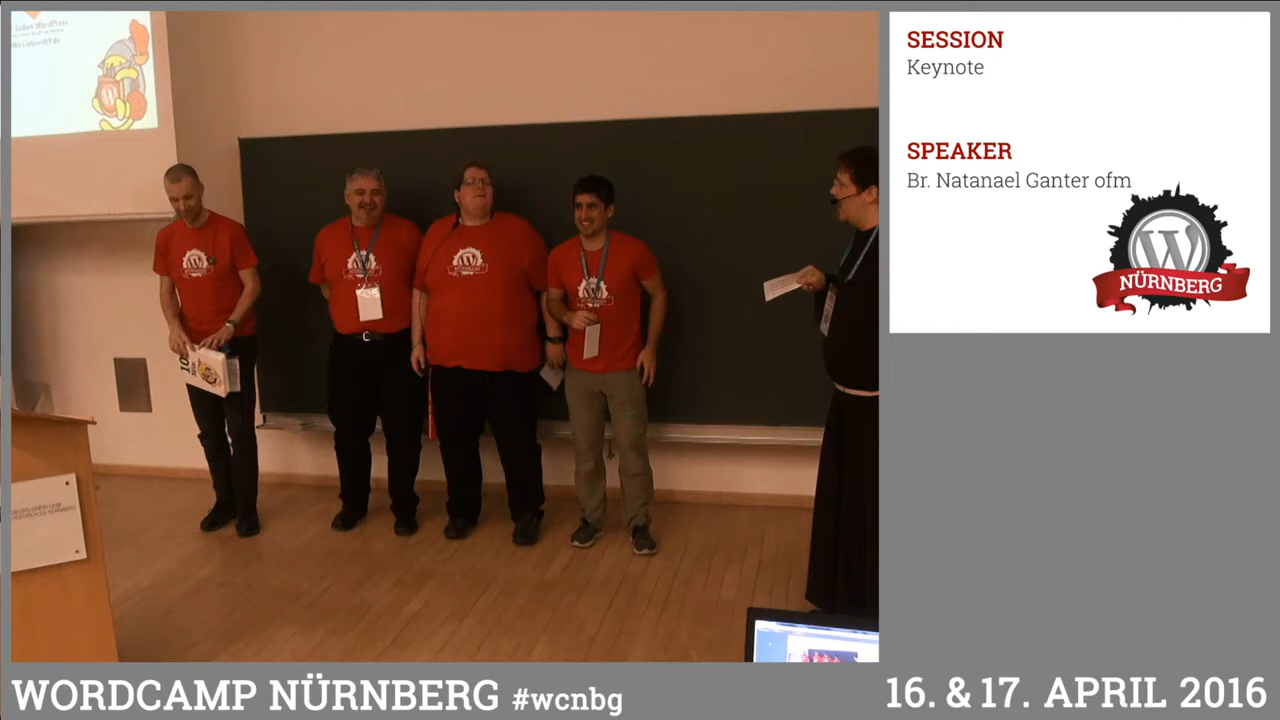 SESSION
Keynote
SPEAKER
Br. Natanael Ganter ofm
W
NÜRNBERG
WORDCAMP NÜRNBERG #wcnbg
16. & 17. APRIL 2016